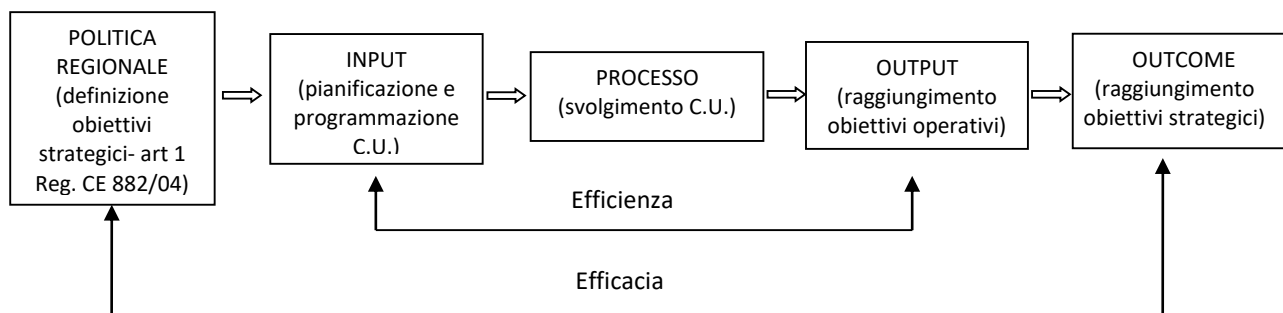 POLITICA
REGIONALE
(definizione
obiettivi
strategici- art 1
Reg. CE 882/04)
INPUT
(pianificazione e
programmazione
C.U.)
PROCESSO
(svolgimento C.U.)
OUTPUT
(raggiungimento
obiettivi operativi)
OUTCOME
(raggiungimento
obiettivi strategici)
Efficienza
Efficacia